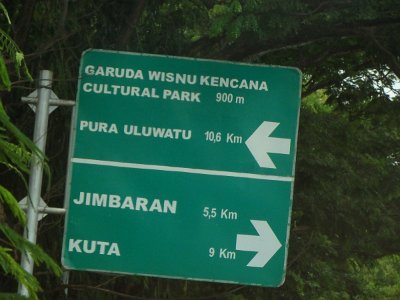 GARUDA WISNU KENCANA
CULTURAL PARK 900 m
PURA ULUWATU 10,6 Km
JIMBARAN 5,5 Km
KUTA 9 Km